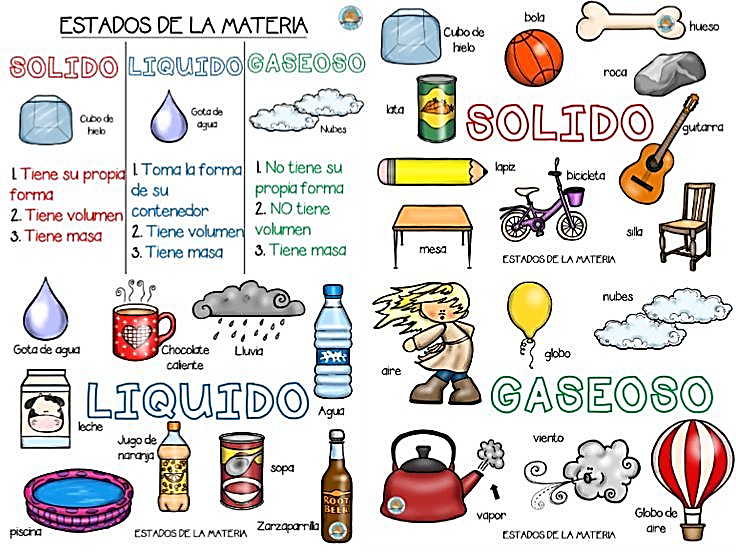 ESTADOS DE LA MATERIA
SOLIDO
LIQUIDO
GASEOSO
Cubo de
hielo
Gota de
agua
Nubes
1. Tiene su propia
forma
2. Tiene volumen
3. Tiene masa
1. Toma la forma
de su
contenedor
2. Tiene volumen
3. Tiene masa
1. No tiene su
propia forma
2. NO tiene
volumen
3. Tiene masa
Cubo de
hielo
bola
hueso
roca
lata
SOLIDO
guitarra
lapiz
bicicleta
mesa
silla
ESTADOS DE LA MATERIA
Gota de agua
Chocolate
caliente
Lluvia
Agua
LIQUIDO
leche
Jugo de
naranja
sopa
ROOT
BEER
Zarzaparrilla
piscina
ESTADOS DE LA MATERIA
aire
globo
nubes
GASEOSO
vapor
viento
Globo de
aire
ESTADOS DE LA MATERIA